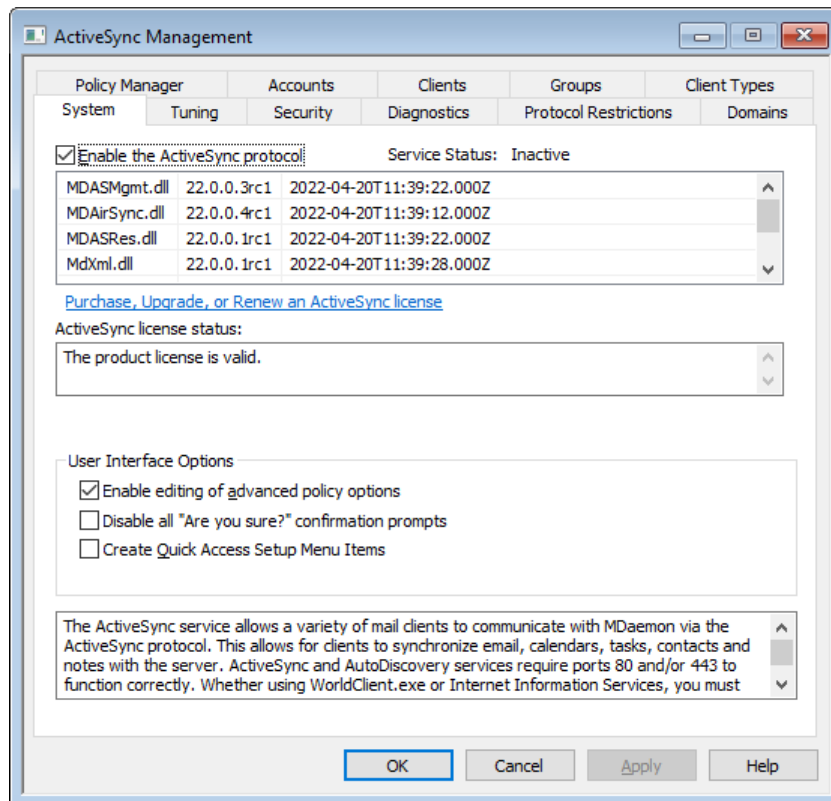 ActiveSync Management
Policy Manager Accounts Clients Groups Client Types
System Tuning Security Diagnostics Protocol Restrictions Domains
Enable the ActiveSync protocol Service Status: Inactive
MDASMgmt.dll 22.0.0.3rc1 2022-04-20T11:39:22.000Z
MDAirSync.dll 22.0.0.4rc1 2022-04-20T11:39:12.000Z
MDASRes.dll 22.0.0.1rc1 2022-04-20T11:39:22.000Z
MdXml.dll 22.0.0.1rc1 2022-04-20T11:39:28.000Z
Purchase, Upgrade, or Renew an ActiveSync license
ActiveSync license status:
The product license is valid.
User Interface Options
Enable editing of advanced policy options
Disable all "Are you sure?" confirmation prompts
Create Quick Access Setup Menu Items
The ActiveSync service allows a variety of mail clients to communicate with MDaemon via the
ActiveSync protocol. This allows for clients to synchronize email, calendars, tasks, contacts and
notes with the server. ActiveSync and AutoDiscovery services require ports 80 and/or 443 to
function correctly. Whether using WorldClient.exe or Internet Information Services, you must
OK Cancel Apply Help